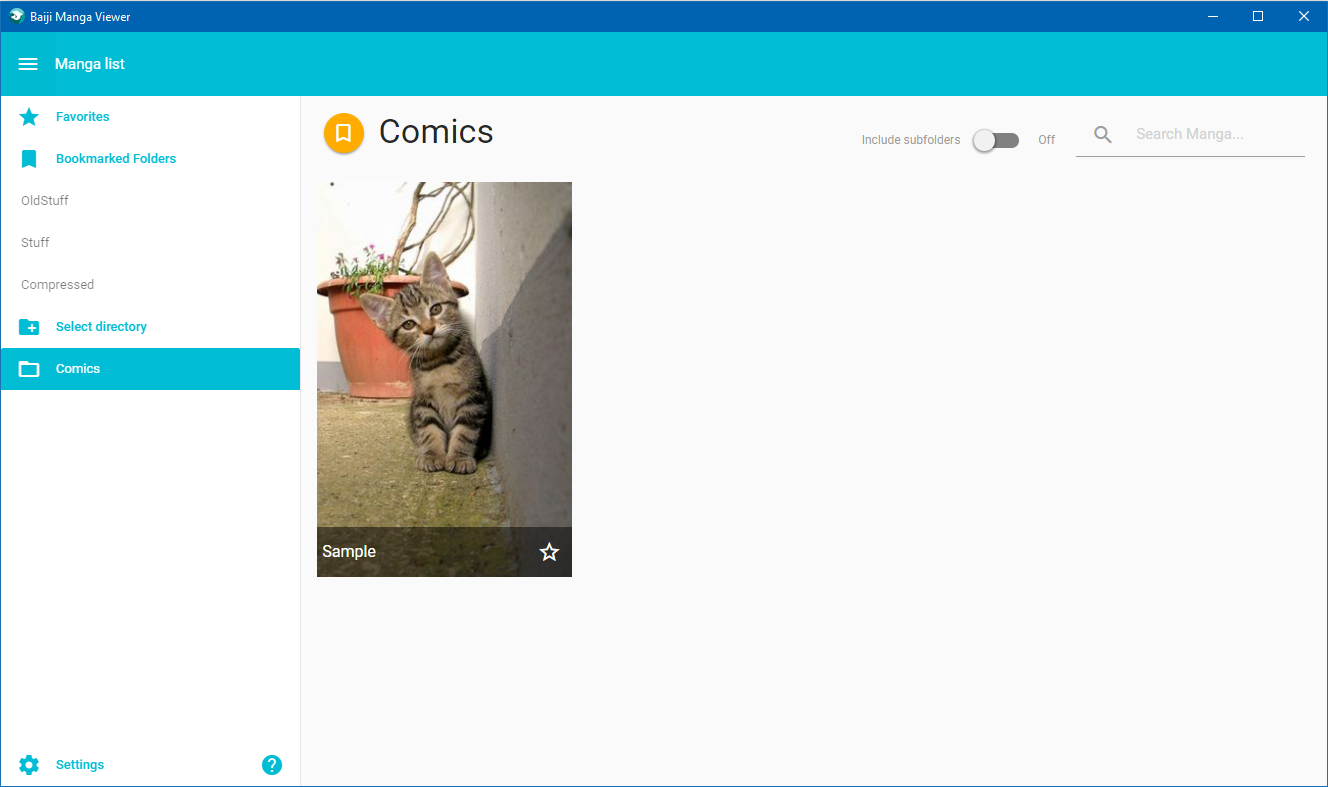 Baiji Manga Viewer
Manga list
Favorites
Bookmarked Folders
OldStuff
Stuff
Compressed
Select directory
Comics
Settings
?
Comics
Include subfolders
Off
Search Manga...
Sample